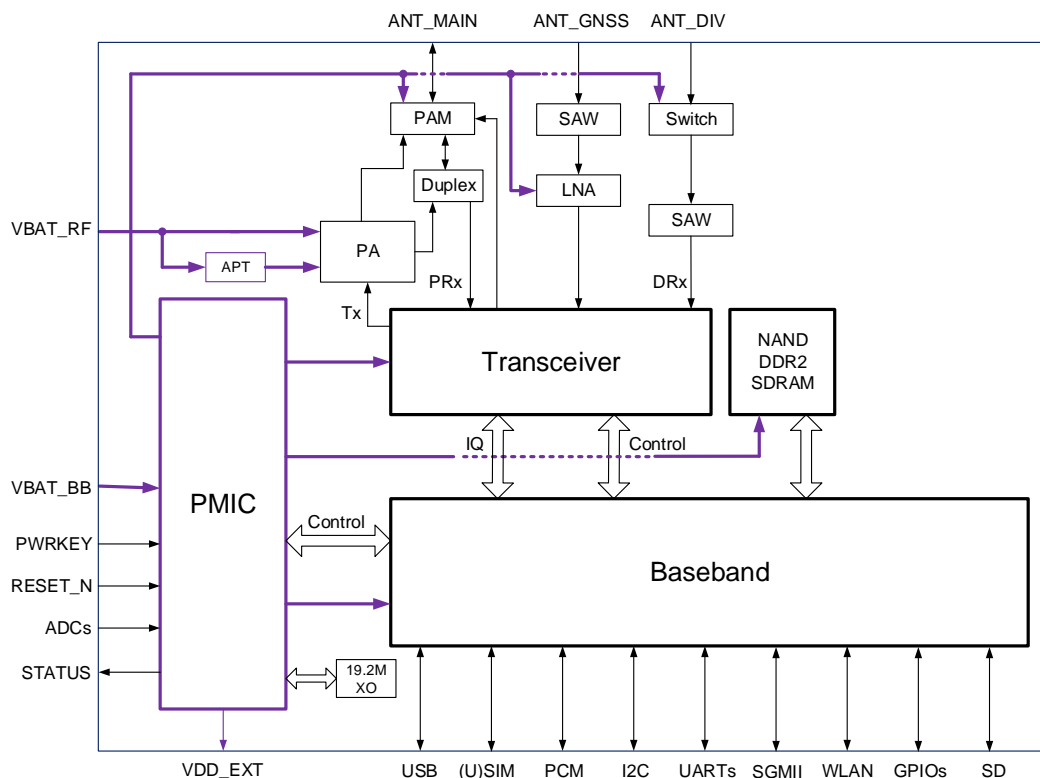 ANT_MAIN
ANT_GNSS
ANT_DIV
PAM
SAW
Switch
Duplex
LNA
VBAT_RF
PA
SAW
APT
PRx
DRx
Tx
Transceiver
NAND
DDR2
SDRAM
IQ
Control
VBAT_BB
PMIC
Control
PWRKEY
Baseband
RESET_N
ADCs
STATUS
19.2M
XO
VDD_EXT
USB
(U)SIM
PCM
I2C
UARTs
SGMII
WLAN
GPIOs
SD